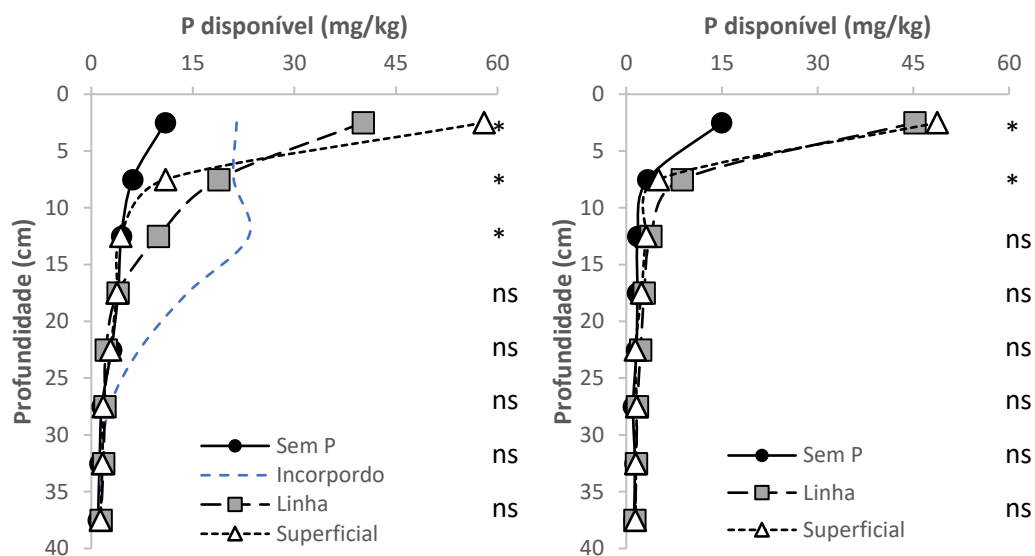 P disponível (mg/kg)
0 15 30 45 60
0
5
10
15
20
25
30
35
40
Profundidade (cm)
*
*
*
ns
ns
ns
ns
ns
Sem P
Incorpordo
Linha
Superficial
P disponível (mg/kg)
0 15 30 45 60
0
5
10
15
20
25
30
35
40
Profundidade (cm)
*
*
ns
ns
ns
ns
ns
ns
Sem P
Linha
Superficial